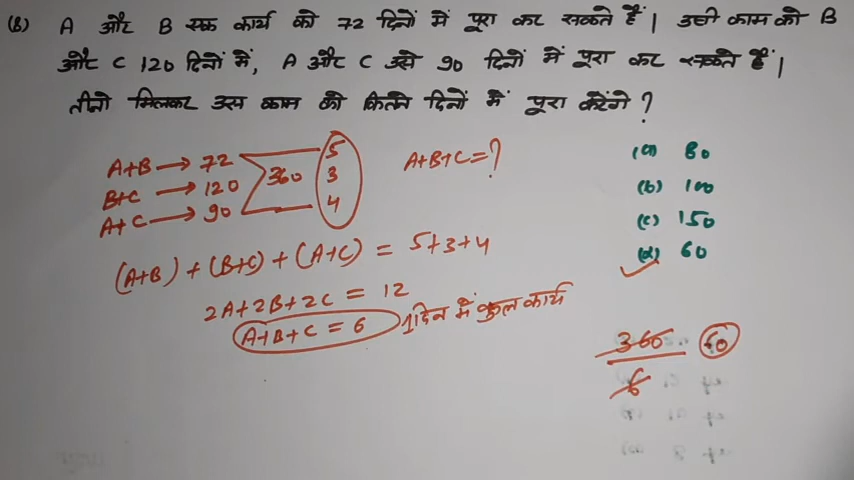 (8) A और B एक कार्य को 72 दिनों में पूरा कर सकते हैं | उसी काम को B
और C 120 दिनों में, A और C उसे 90 दिनों में पूरा कर सकते हैं |
तीनो मिलकर उस काम को कितने दिनों में पूरा करेंगे ?
A+B → 72 360 5 A+B+C = ?
B+C → 120 3
A+C → 90 4
(a) 80
(b) 100
(c) 150
(d) 60
(A+B) + (B+C) + (A+C) = 5+3+4
2A+2B+2C = 12
A+B+C = 6 1 दिन में कुल कार्य
360 60
6